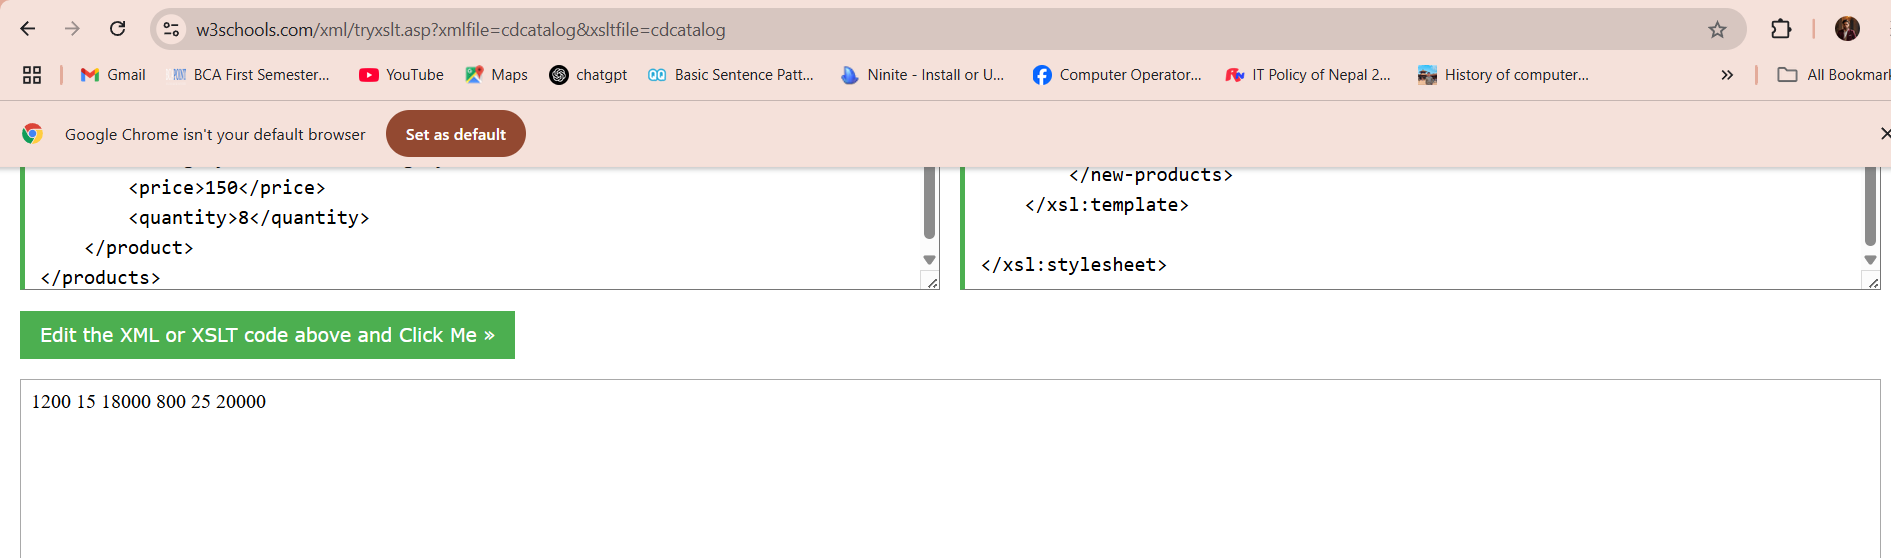 w3schools.com/xml/tryxslt.asp?xmlfile=cdcatalog&xsltfile=cdcatalog
Gmail BCA First Semester... YouTube Maps chatgpt Basic Sentence Patt... Ninite - Install or U... Computer Operator... IT Policy of Nepal 2... History of computer... » All Bookmark
Google Chrome isn't your default browser Set as default
<price>150</price>
<quantity>8</quantity>
</product>
</products>
</new-products>
</xsl:template>
</xsl:stylesheet>
Edit the XML or XSLT code above and Click Me »
1200 15 18000 800 25 20000